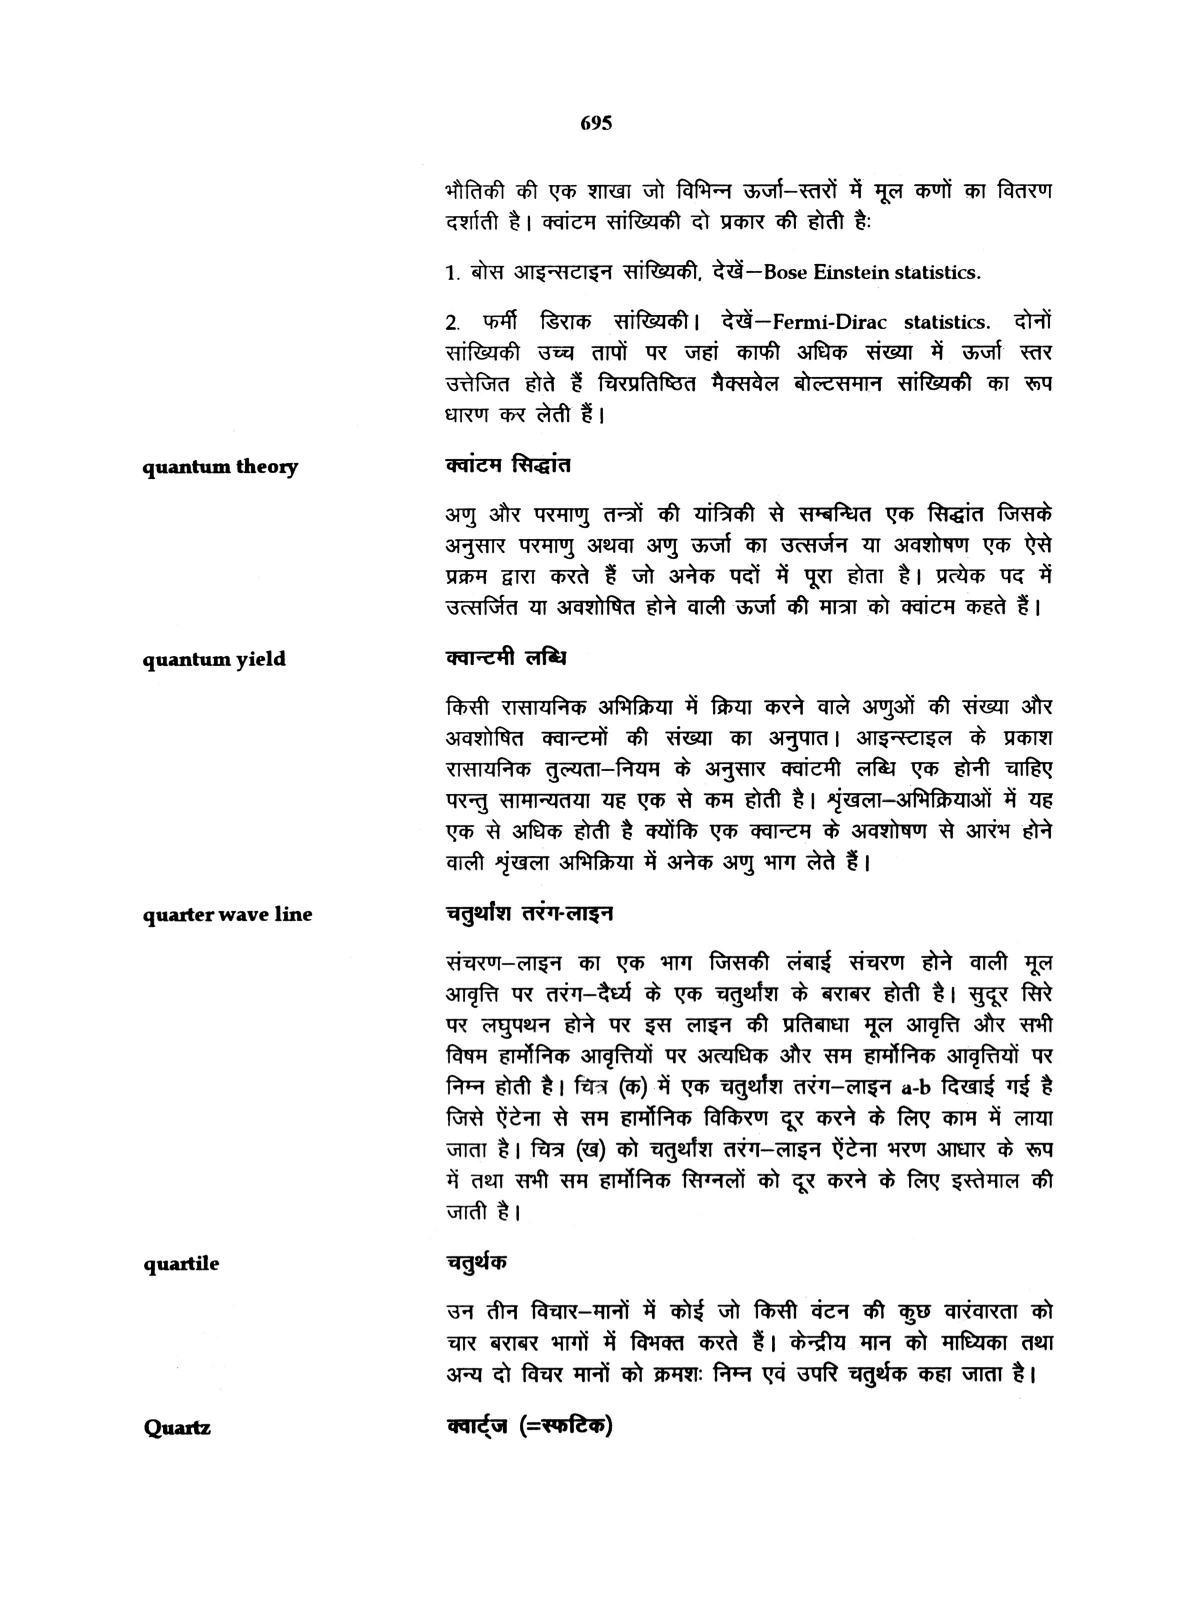 695
भौतिकी की एक शाखा जो विभिन्न ऊर्जा–स्तरों में मूल कणों का वितरण
दर्शाती है। क्वांटम सांख्यिकी दो प्रकार की होती हैः
1. बोस आइन्सटाइन सांख्यिकी, देखें–Bose Einstein statistics.
2. फर्मी डिराक सांख्यिकी। देखें–Fermi-Dirac statistics. दोनों
सांख्यिकी उच्च तापों पर जहां काफी अधिक संख्या में ऊर्जा स्तर
उत्तेजित होते हैं चिरप्रतिष्ठित मैक्सवेल बोल्टसमान सांख्यिकी का रूप
धारण कर लेती हैं।
quantum theory क्वांटम सिद्धांत
अणु और परमाणु तन्त्रों की यांत्रिकी से सम्बन्धित एक सिद्धांत जिसके
अनुसार परमाणु अथवा अणु ऊर्जा का उत्सर्जन या अवशोषण एक ऐसे
प्रक्रम द्वारा करते हैं जो अनेक पदों में पूरा होता है। प्रत्येक पद में
उत्सर्जित या अवशोषित होने वाली ऊर्जा की मात्रा को क्वांटम कहते हैं।
quantum yield क्वान्टमी लब्धि
किसी रासायनिक अभिक्रिया में क्रिया करने वाले अणुओं की संख्या और
अवशोषित क्वान्टमों की संख्या का अनुपात। आइन्स्टाइल के प्रकाश
रासायनिक तुल्यता–नियम के अनुसार क्वांटमी लब्धि एक होनी चाहिए
परन्तु सामान्यतया यह एक से कम होती है। शृंखला–अभिक्रियाओं में यह
एक से अधिक होती है क्योंकि एक क्वान्टम के अवशोषण से आरंभ होने
वाली शृंखला अभिक्रिया में अनेक अणु भाग लेते हैं।
quarter wave line चतुर्थांश तरंग-लाइन
संचरण–लाइन का एक भाग जिसकी लंबाई संचरण होने वाली मूल
आवृत्ति पर तरंग–दैर्ध्य के एक चतुर्थांश के बराबर होती है। सुदूर सिरे
पर लघुपथन होने पर इस लाइन की प्रतिबाधा मूल आवृत्ति और सभी
विषम हार्मोनिक आवृत्तियों पर अत्यधिक और सम हार्मोनिक आवृत्तियों पर
निम्न होती है। चित्र (क) में एक चतुर्थांश तरंग–लाइन a-b दिखाई गई है
जिसे ऐंटेना से सम हार्मोनिक विकिरण दूर करने के लिए काम में लाया
जाता है। चित्र (ख) को चतुर्थांश तरंग–लाइन ऐंटेना भरण आधार के रूप
में तथा सभी सम हार्मोनिक सिग्नलों को दूर करने के लिए इस्तेमाल की
जाती है।
quartile चतुर्थक
उन तीन विचार–मानों में कोई जो किसी वंटन की कुछ वारंवारता को
चार बराबर भागों में विभक्त करते हैं। केन्द्रीय मान को माध्यिका तथा
अन्य दो विचर मानों को क्रमशः निम्न एवं उपरि चतुर्थक कहा जाता है।
Quartz क्वार्ट्ज (=स्फटिक)